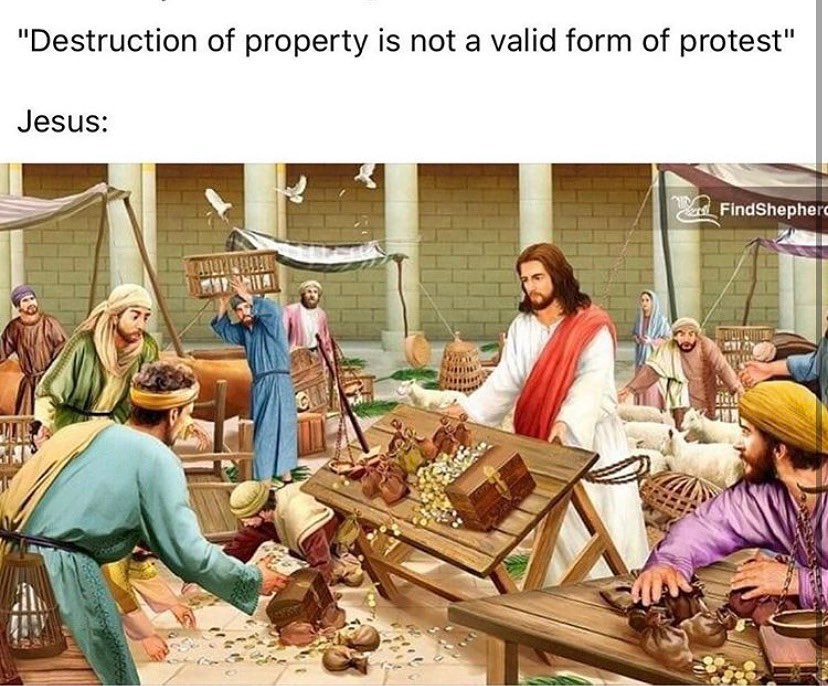 "Destruction of property is not a valid form of protest"
Jesus:
FindShepher